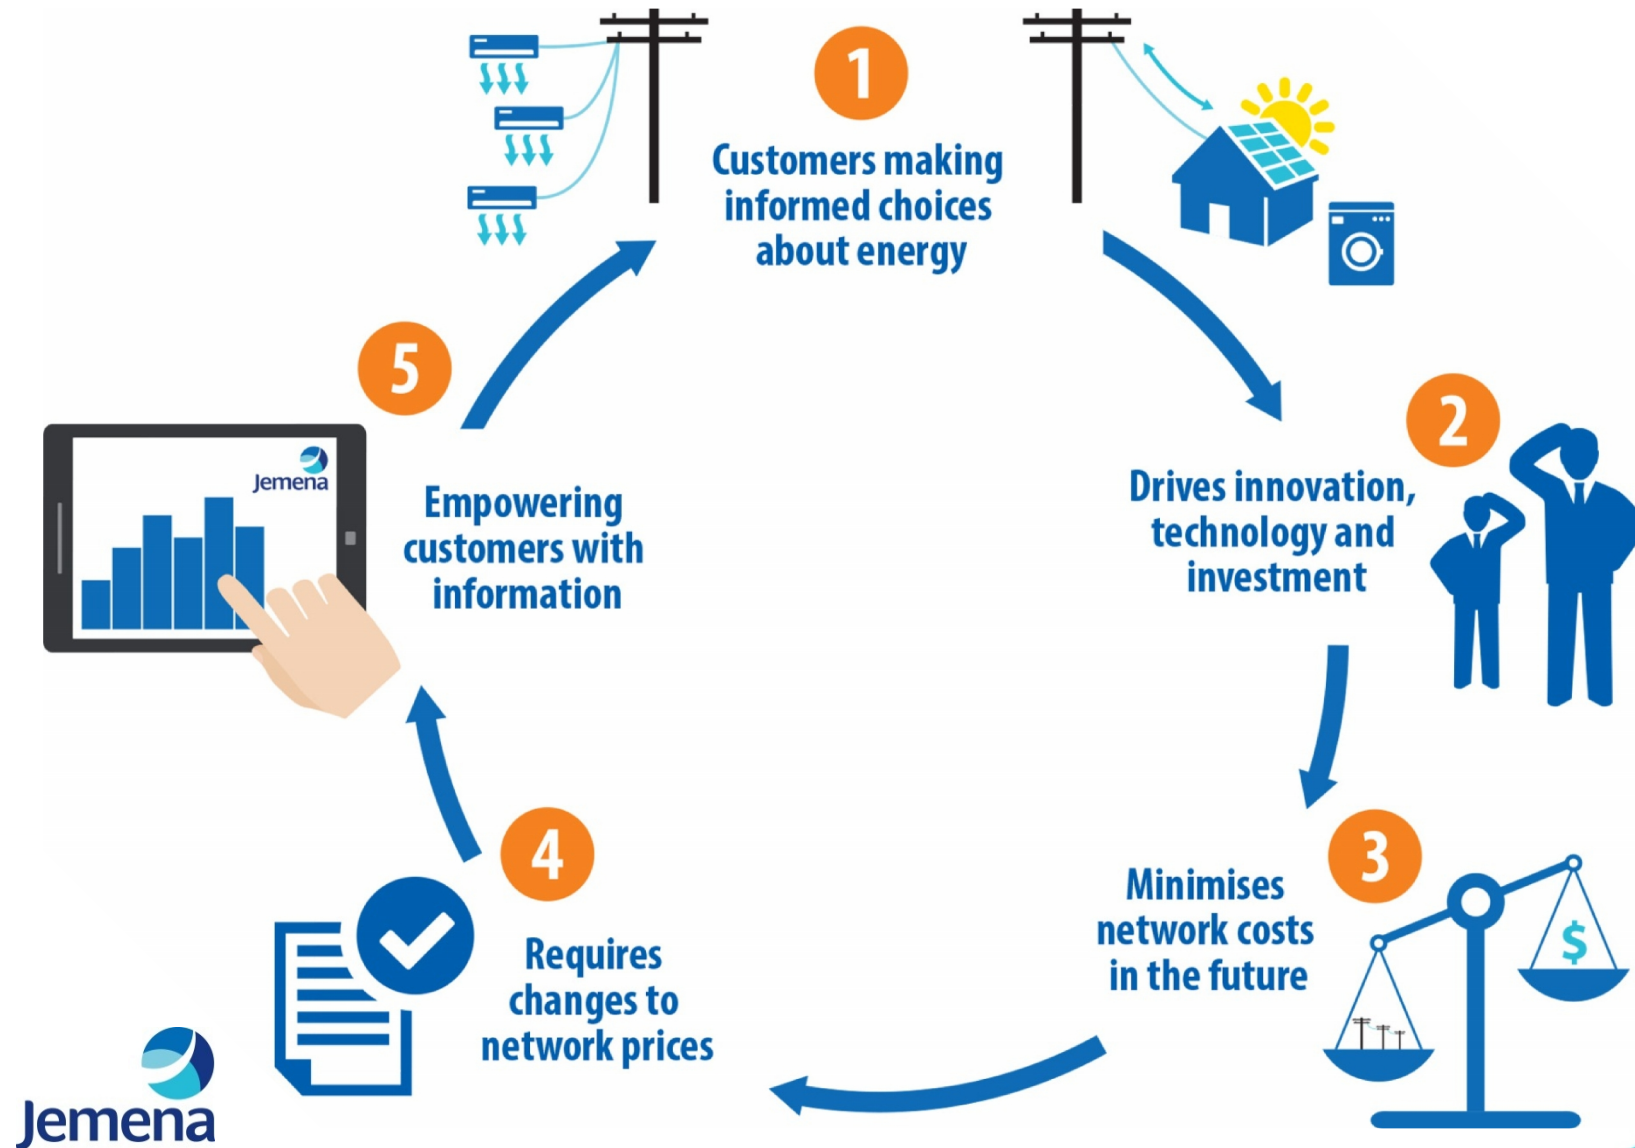 1
Customers making
informed choices
about energy
2
Drives innovation,
technology and
investment
3
Minimises
network costs
in the future
$
4
Requires
changes to
network prices
5
Empowering
customers with
information
Jemena
Jemena